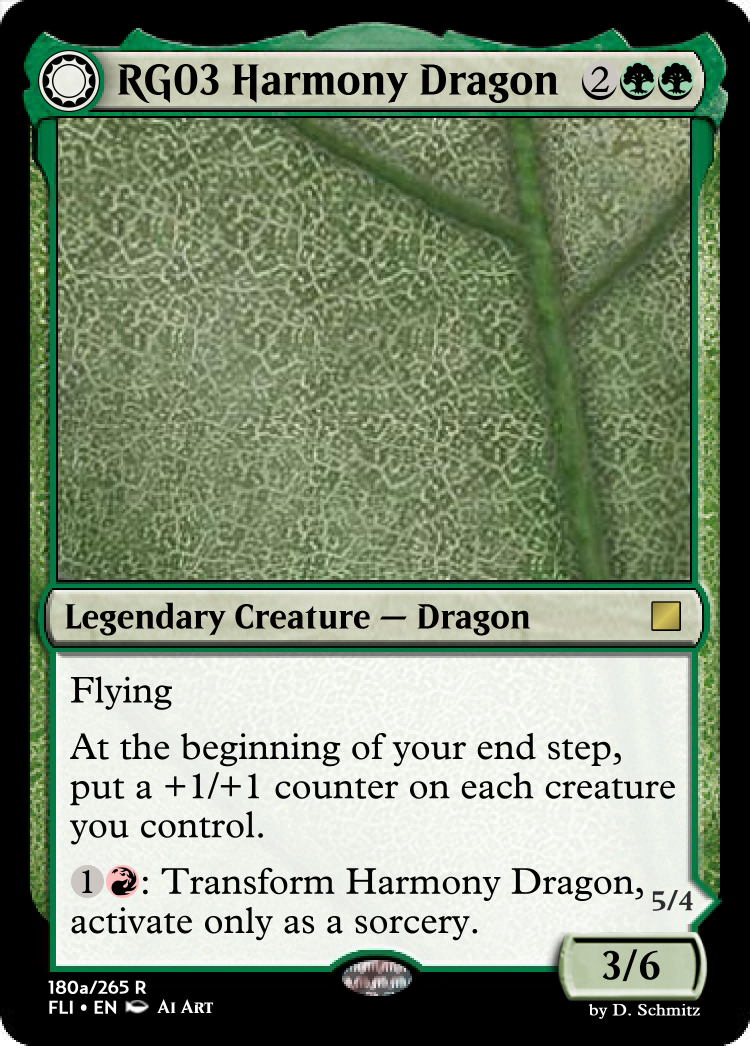 RG03 Harmony Dragon 2
Legendary Creature — Dragon
Flying
At the beginning of your end step,
put a +1/+1 counter on each creature
you control.
1 : Transform Harmony Dragon,
activate only as a sorcery.
5/4
3/6
180a/265 R
FLI • EN AI ART
by D. Schmitz